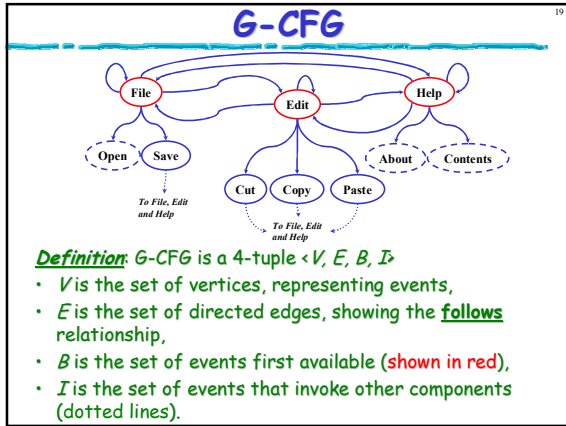 19
G-CFG
File
Edit
Help
Open
Save
About
Contents
Cut
Copy
Paste
To File, Edit
and Help
To File, Edit
and Help
Definition: G-CFG is a 4-tuple <V, E, B, I>
• V is the set of vertices, representing events,
• E is the set of directed edges, showing the follows
relationship,
• B is the set of events first available (shown in red),
• I is the set of events that invoke other components
(dotted lines).